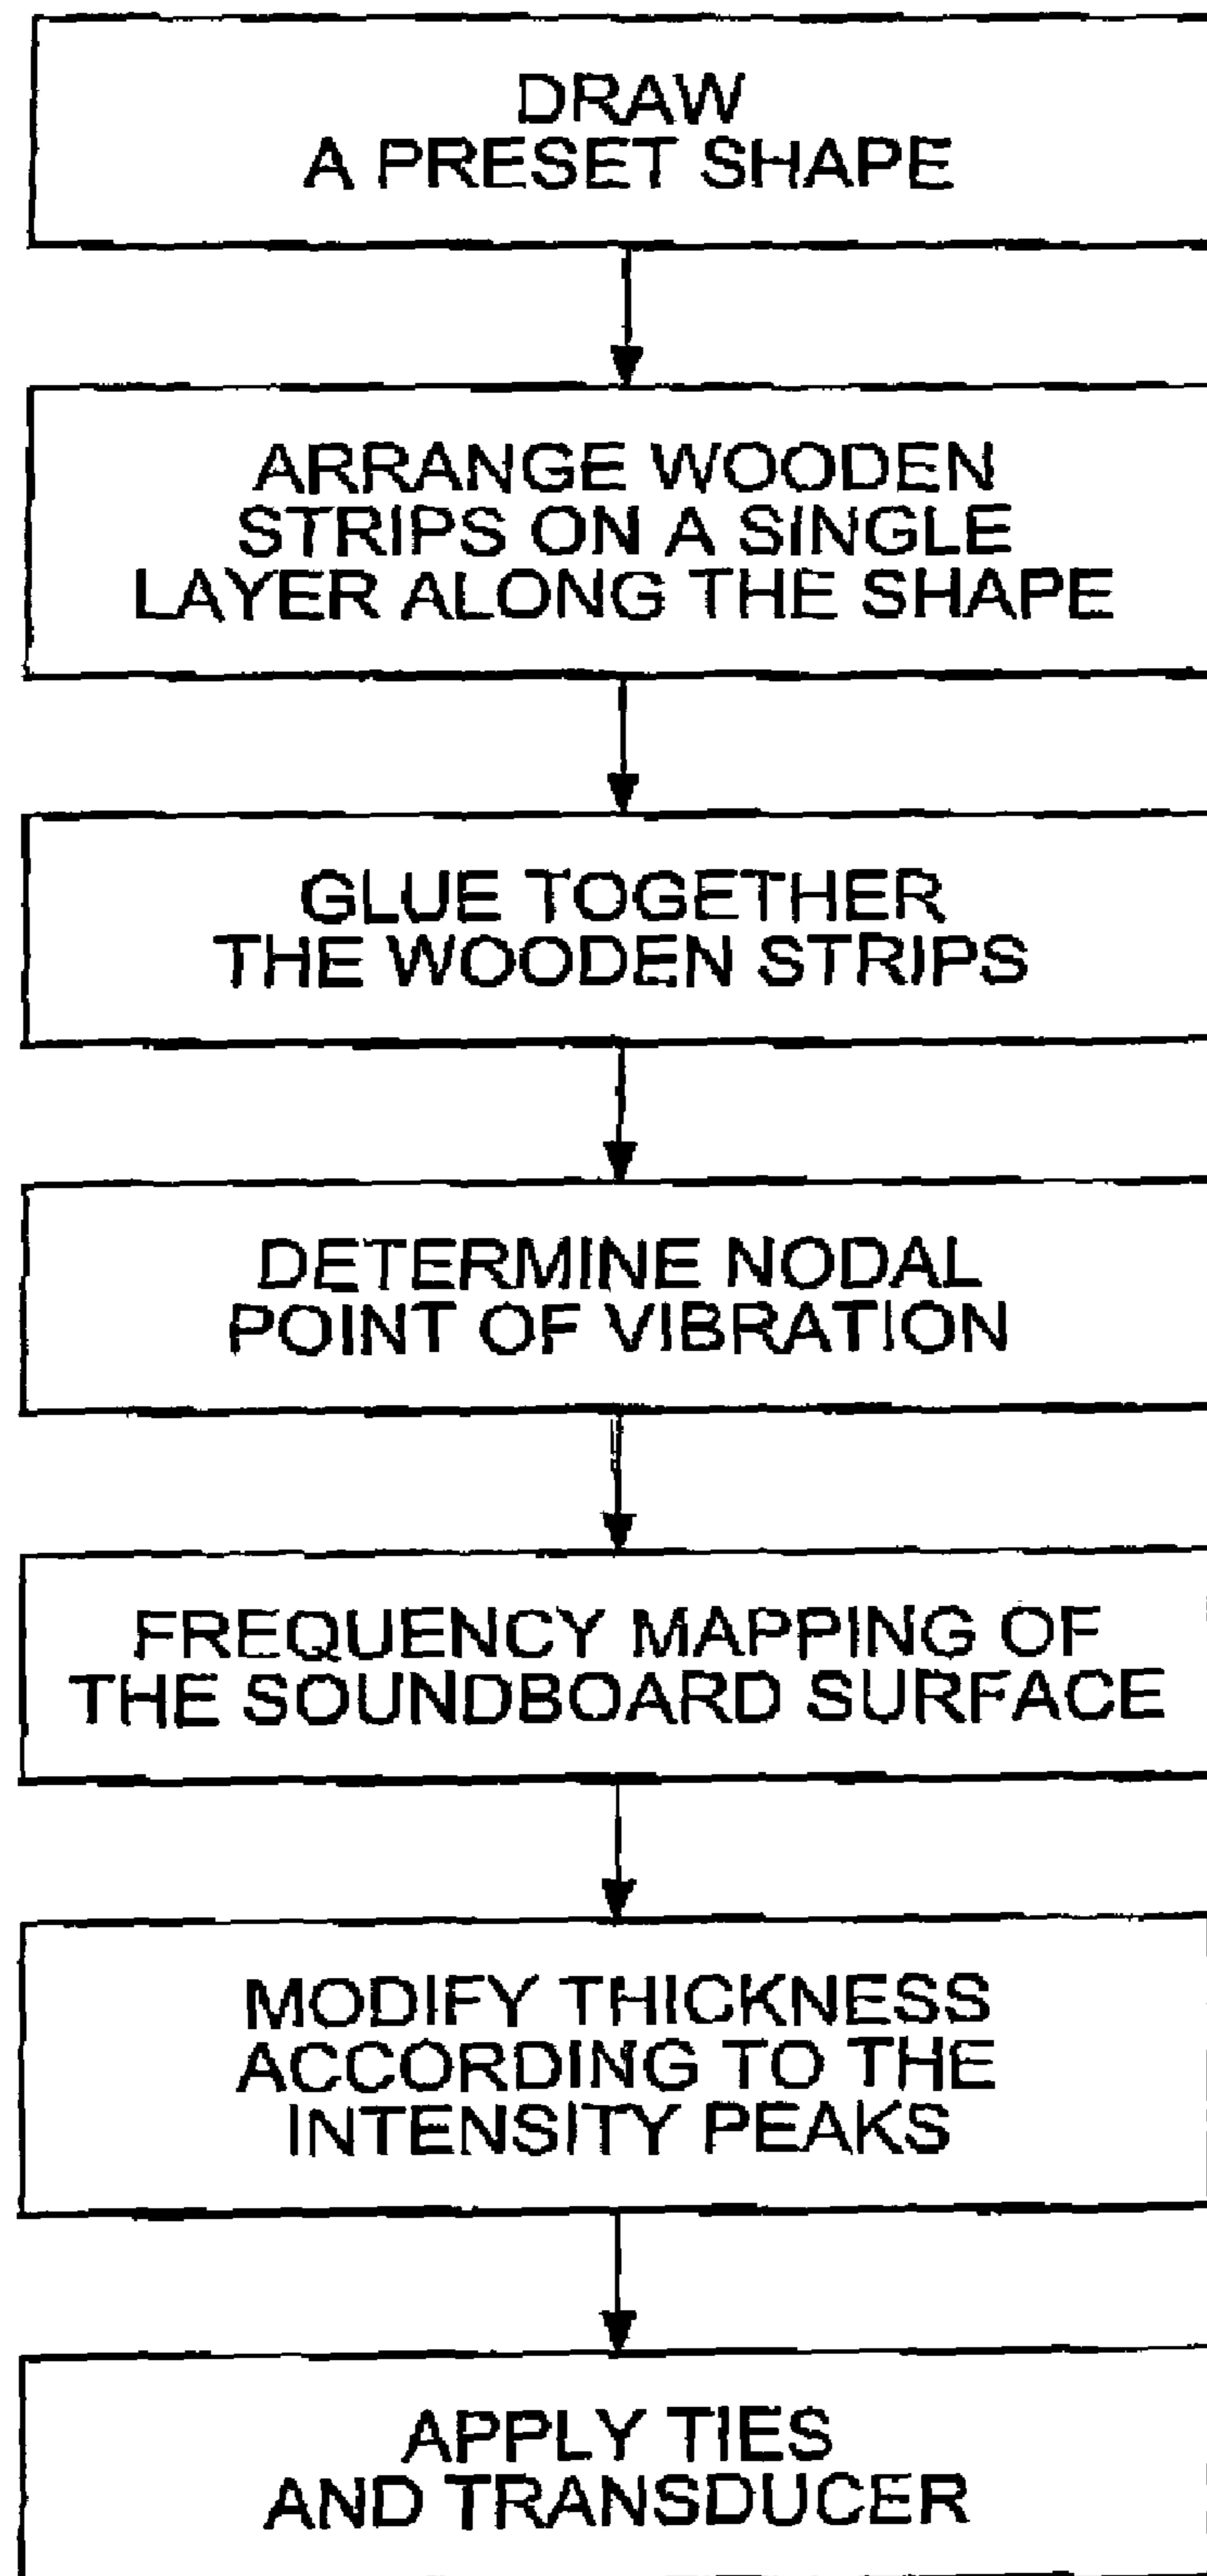 DRAW
A PRESET SHAPE
ARRANGE WOODEN
STRIPS ON A SINGLE
LAYER ALONG THE SHAPE
GLUE TOGETHER
THE WOODEN STRIPS
DETERMINE NODAL
POINT OF VIBRATION
FREQUENCY MAPPING OF
THE SOUNDBOARD SURFACE
MODIFY THICKNESS
ACCORDING TO THE
INTENSITY PEAKS
APPLY TIES
AND TRANSDUCER